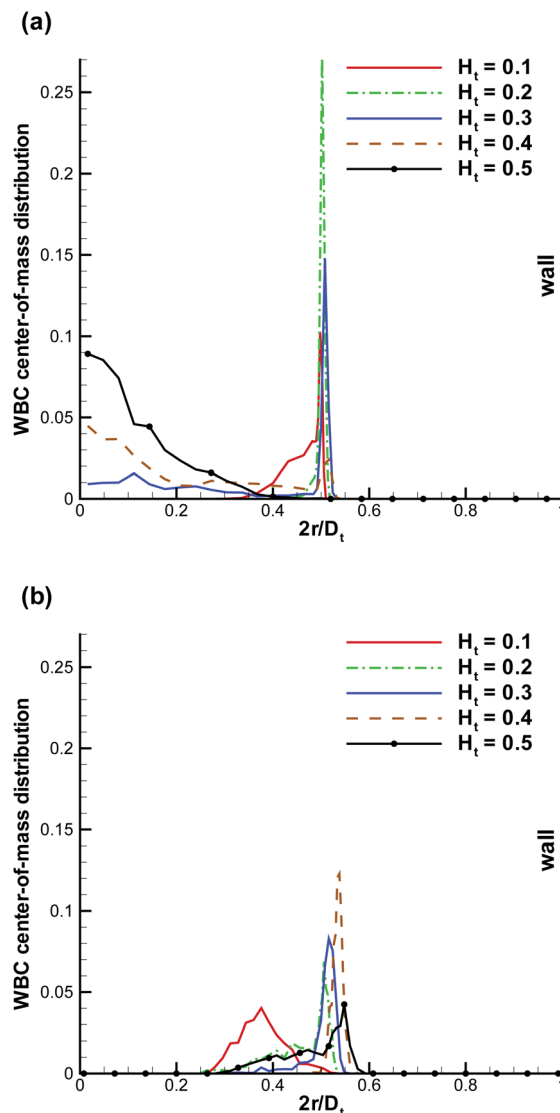 (a)
H_t = 0.1
H_t = 0.2
H_t = 0.3
H_t = 0.4
H_t = 0.5
WBC center-of-mass distribution
0.25
0.2
0.15
0.1
0.05
0
0 0.2 0.4 0.6 0.8 1
2r/D_t
wall
(b)
H_t = 0.1
H_t = 0.2
H_t = 0.3
H_t = 0.4
H_t = 0.5
WBC center-of-mass distribution
0.25
0.2
0.15
0.1
0.05
0
0 0.2 0.4 0.6 0.8 1
2r/D_t
wall